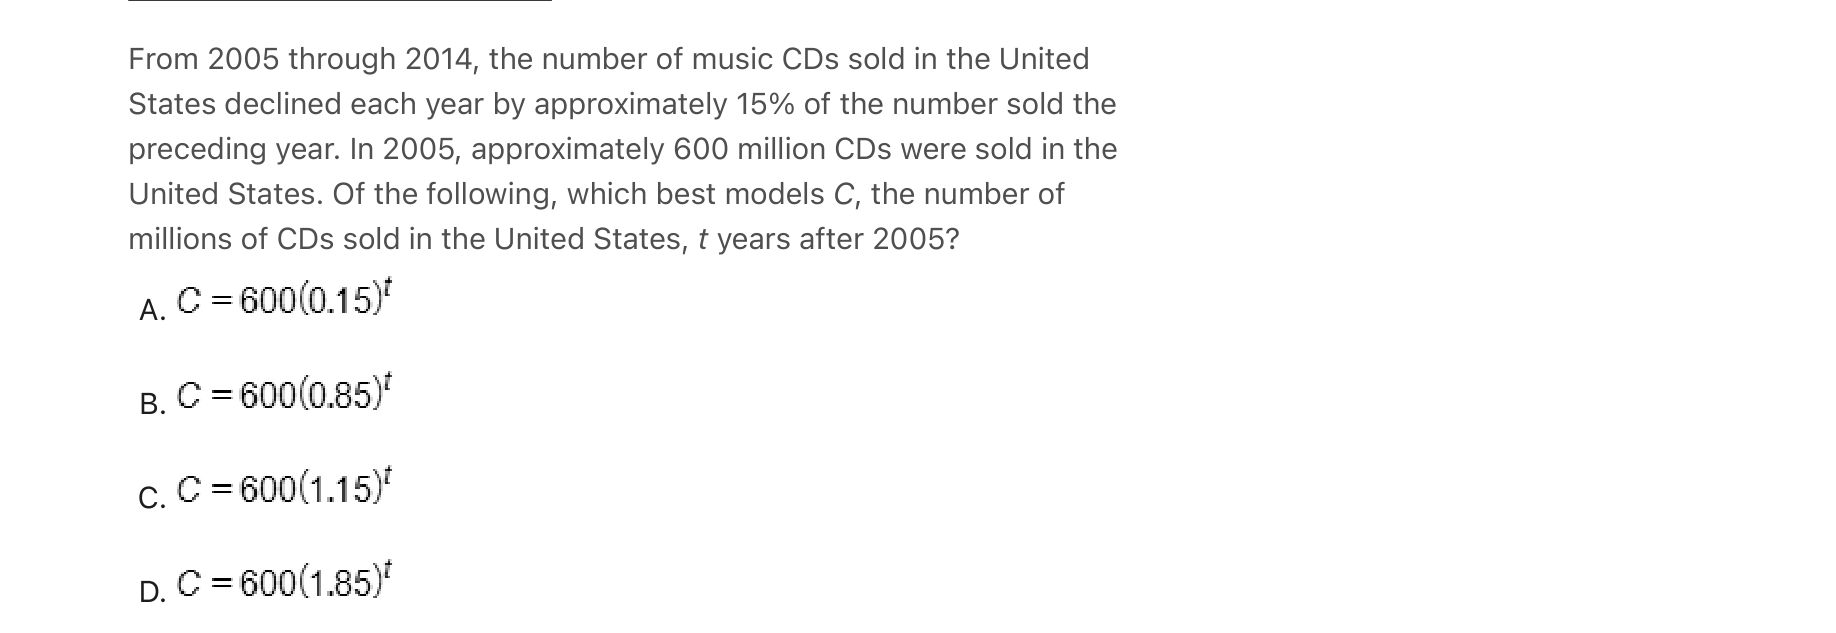 From 2005 through 2014, the number of music CDs sold in the United
States declined each year by approximately 15% of the number sold the
preceding year. In 2005, approximately 600 million CDs were sold in the
United States. Of the following, which best models C, the number of
millions of CDs sold in the United States, t years after 2005?
A. C = 600(0.15)^t
B. C = 600(0.85)^t
C. C = 600(1.15)^t
D. C = 600(1.85)^t